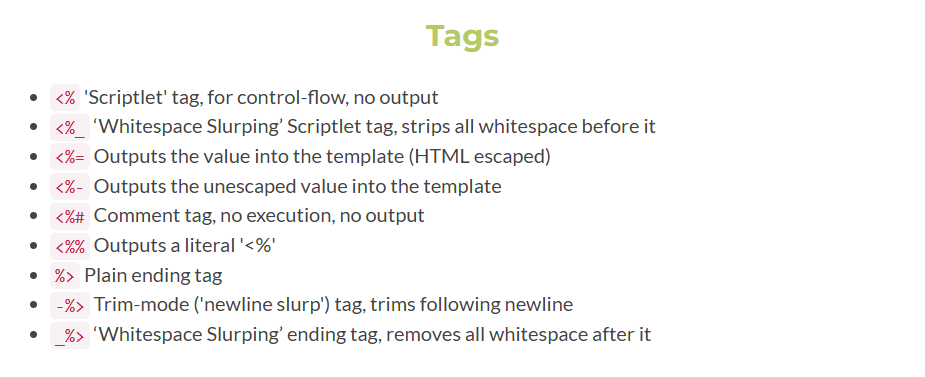 Tags
<% 'Scriptlet' tag, for control-flow, no output
<%_ ‘Whitespace Slurping’ Scriptlet tag, strips all whitespace before it
<%= Outputs the value into the template (HTML escaped)
<%- Outputs the unescaped value into the template
<%# Comment tag, no execution, no output
<%% Outputs a literal '<%'
%> Plain ending tag
-%> Trim-mode ('newline slurp') tag, trims following newline
_%> ‘Whitespace Slurping’ ending tag, removes all whitespace after it